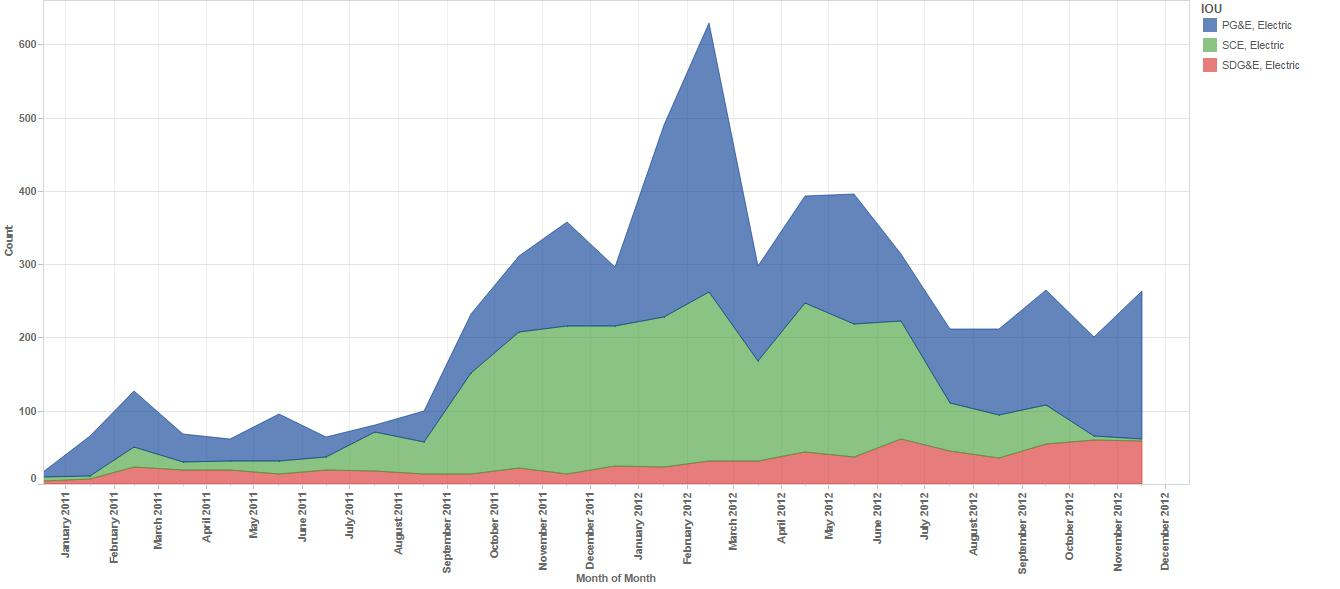 IOU
PG&E, Electric
SCE, Electric
SDG&E, Electric
600
500
400
300
200
100
0
Count
January 2011
February 2011
March 2011
April 2011
May 2011
June 2011
July 2011
August 2011
September 2011
October 2011
November 2011
December 2011
January 2012
February 2012
March 2012
April 2012
May 2012
June 2012
July 2012
August 2012
September 2012
October 2012
November 2012
December 2012
Month of Month